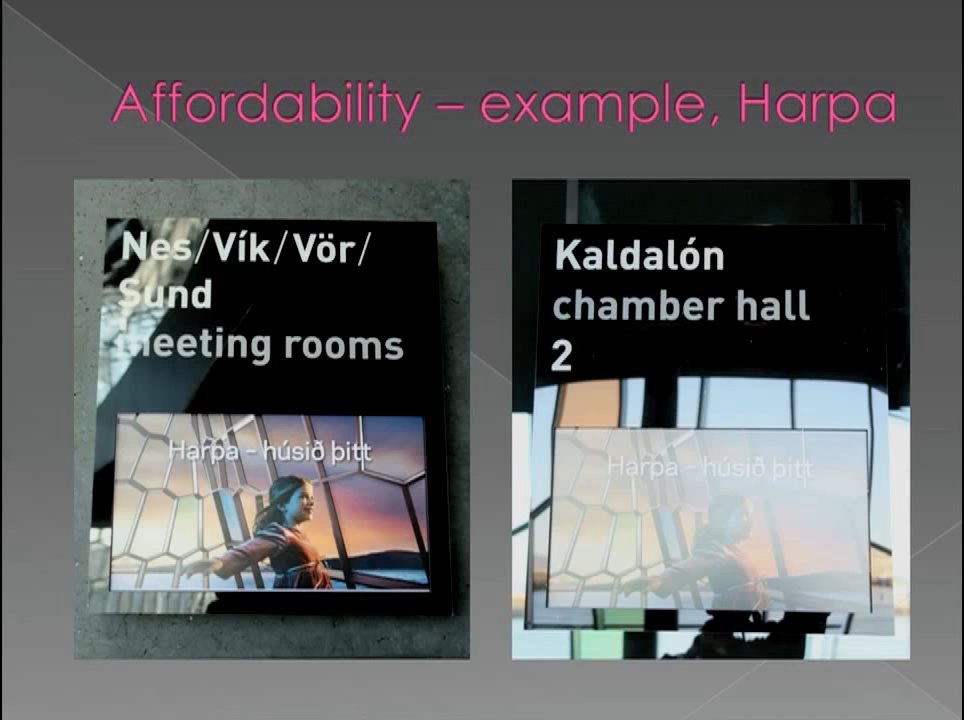 Affordability – example, Harpa
Nes/Vík/Vör/
Sund
meeting rooms
Harpa - húsið þitt
Kaldalón
chamber hall
2
Harpa - húsið þitt